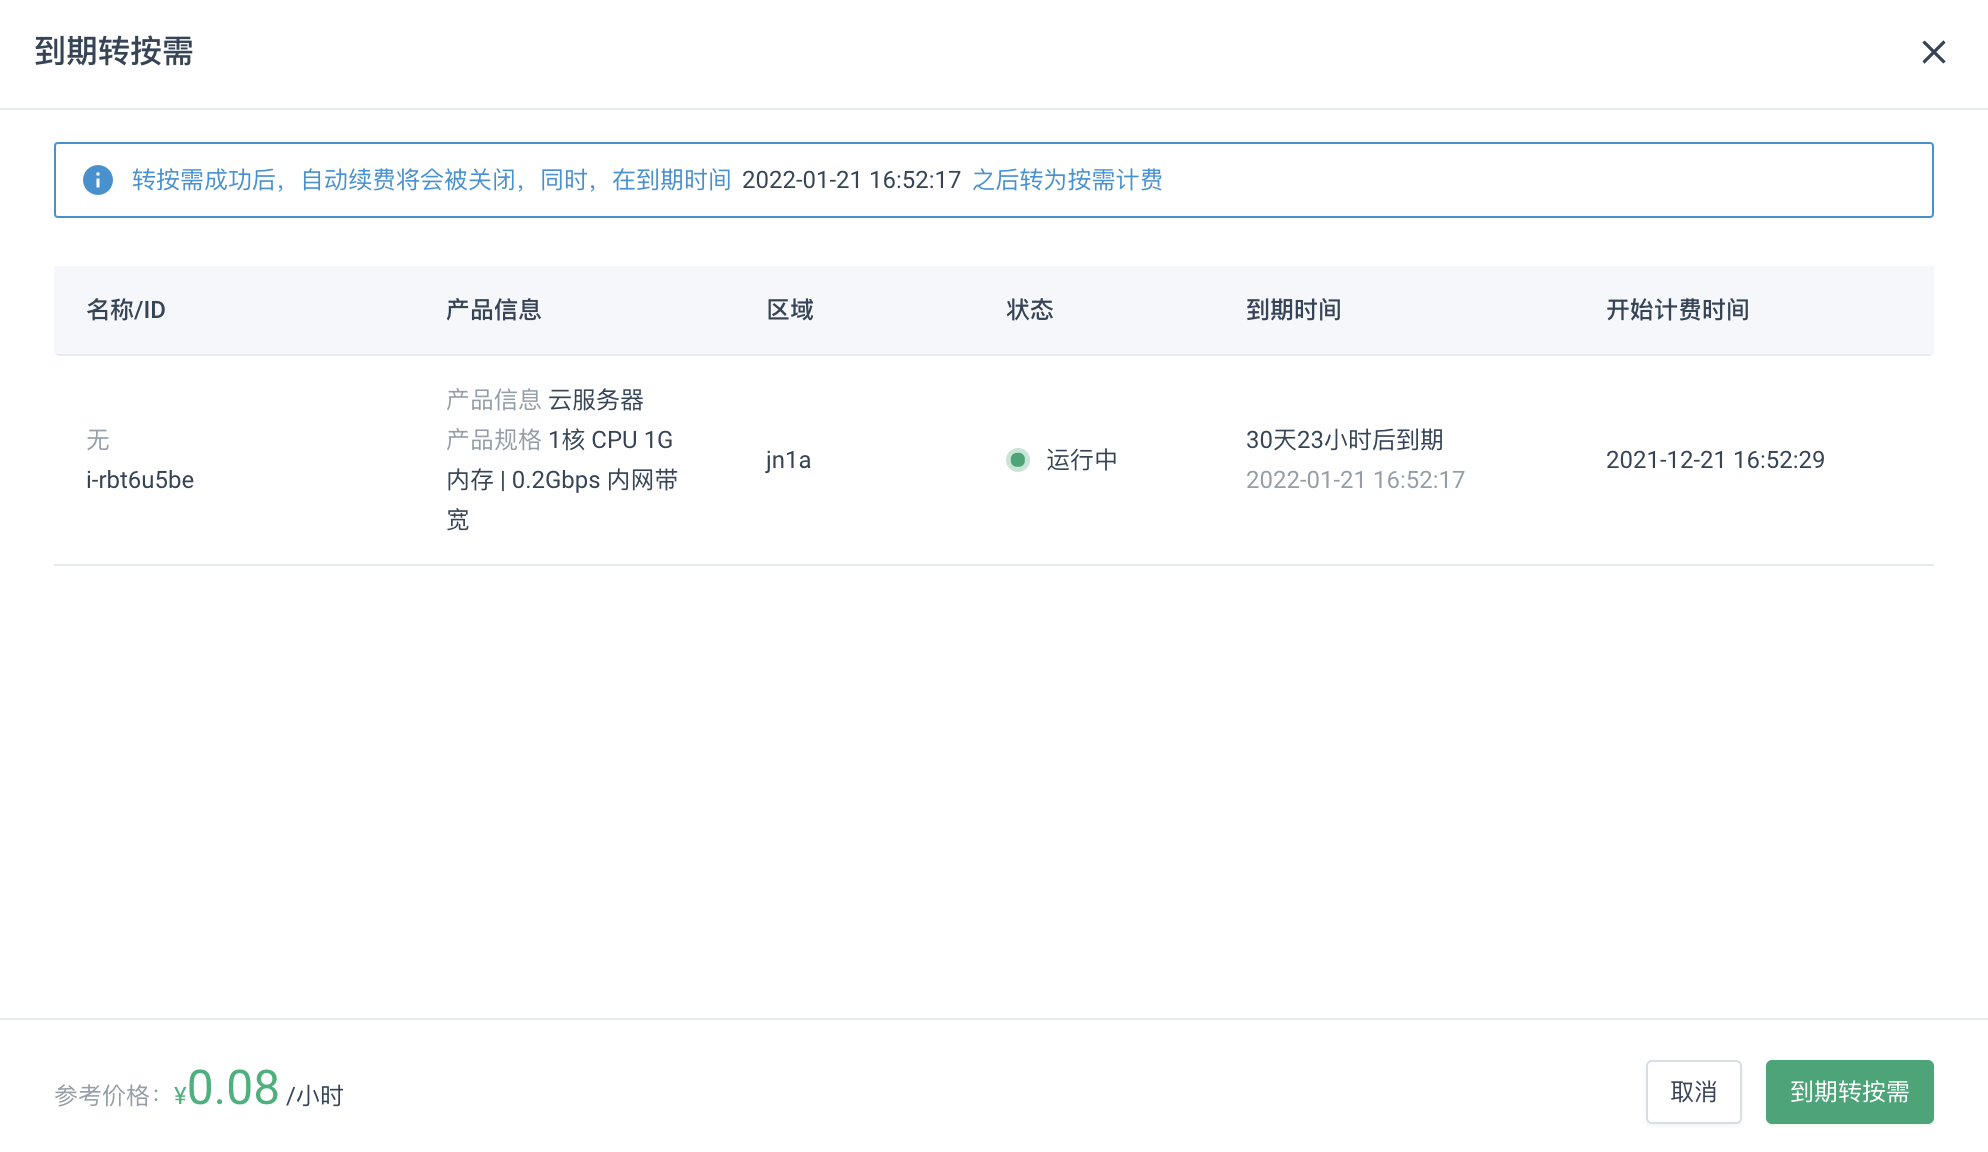 到期转按需
转按需成功后，自动续费将会被关闭，同时，在到期时间 2022-01-21 16:52:17 之后转为按需计费
名称/ID 产品信息 区域 状态 到期时间 开始计费时间
无
i-rbt6u5be
产品信息 云服务器
产品规格 1核 CPU 1G
内存 | 0.2Gbps 内网带
宽
jn1a
运行中
30天23小时后到期
2022-01-21 16:52:17
2021-12-21 16:52:29
参考价格：¥0.08 /小时
取消
到期转按需